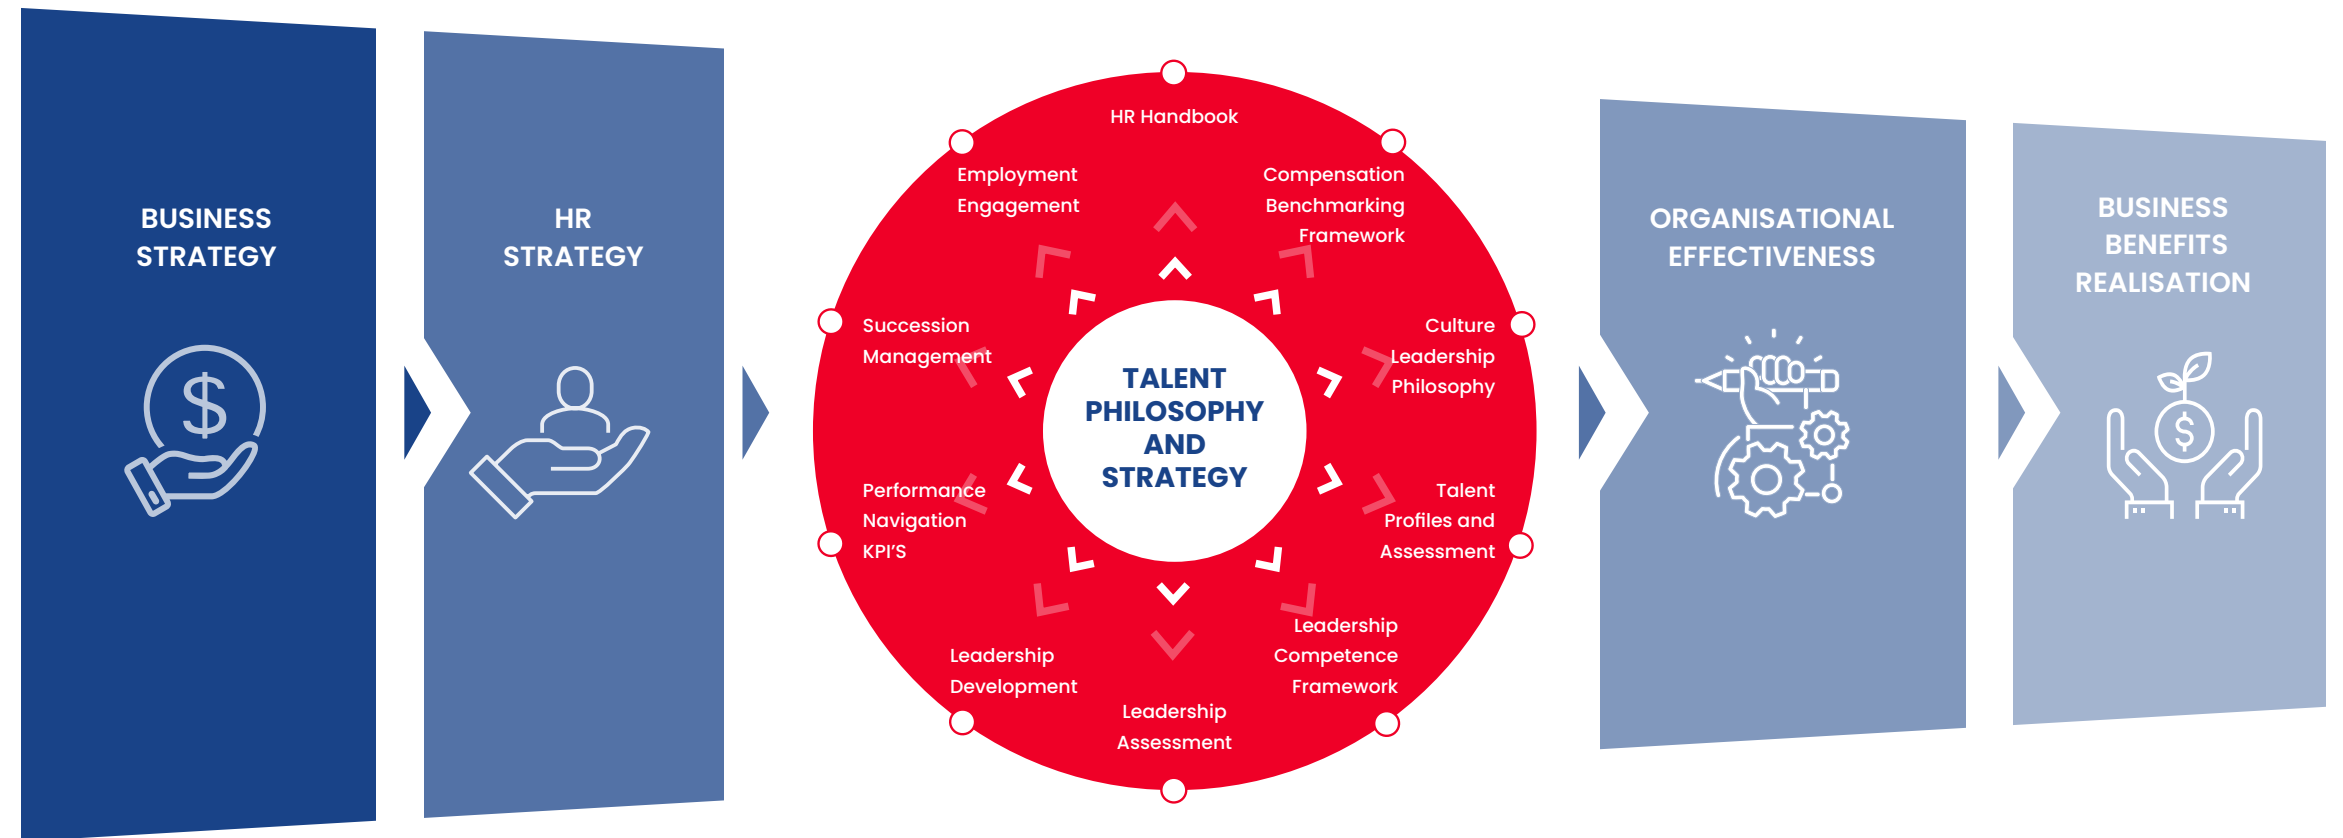 BUSINESS
STRATEGY
HR
STRATEGY
HR Handbook
Employment
Engagement
Compensation
Benchmarking
Framework
Succession
Management
Culture
Leadership
Philosophy
TALENT
PHILOSOPHY
AND
STRATEGY
Performance
Navigation
KPI'S
Talent
Profiles and
Assessment
Leadership
Development
Leadership
Competence
Framework
Leadership
Assessment
ORGANISATIONAL
EFFECTIVENESS
BUSINESS
BENEFITS
REALISATION